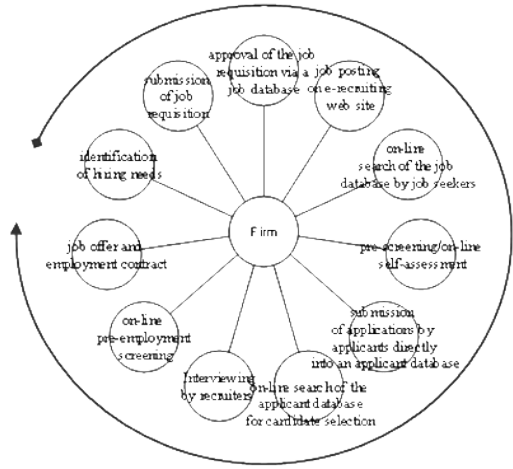 approval of the job
requisition via a
job database
job posting
on e-recruiting
web site
on-line
search of the job
database by job seekers
pre-screening/on-line
self-assessment
submission
of applications by
applicants directly
into an applicant database
on-line search of the
applicant database
for candidate selection
Interviewing
by recruiters
on-line
pre-employment
screening
job offer and
employment contract
identification
of hiring needs
submission
of job
requisition
Firm